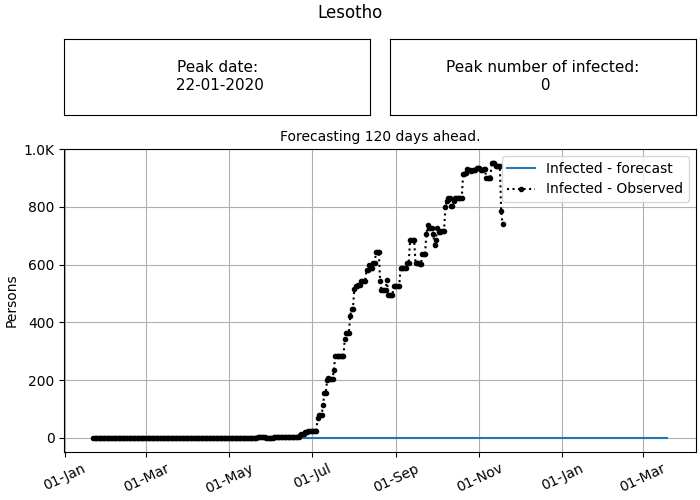 Lesotho
Peak date:
22-01-2020
Peak number of infected:
0
Forecasting 120 days ahead.
1.0K
800
600
400
200
0
Persons
Infected - forecast
Infected - Observed
01-Jan
01-Mar
01-May
01-Jul
01-Sep
01-Nov
01-Jan
01-Mar